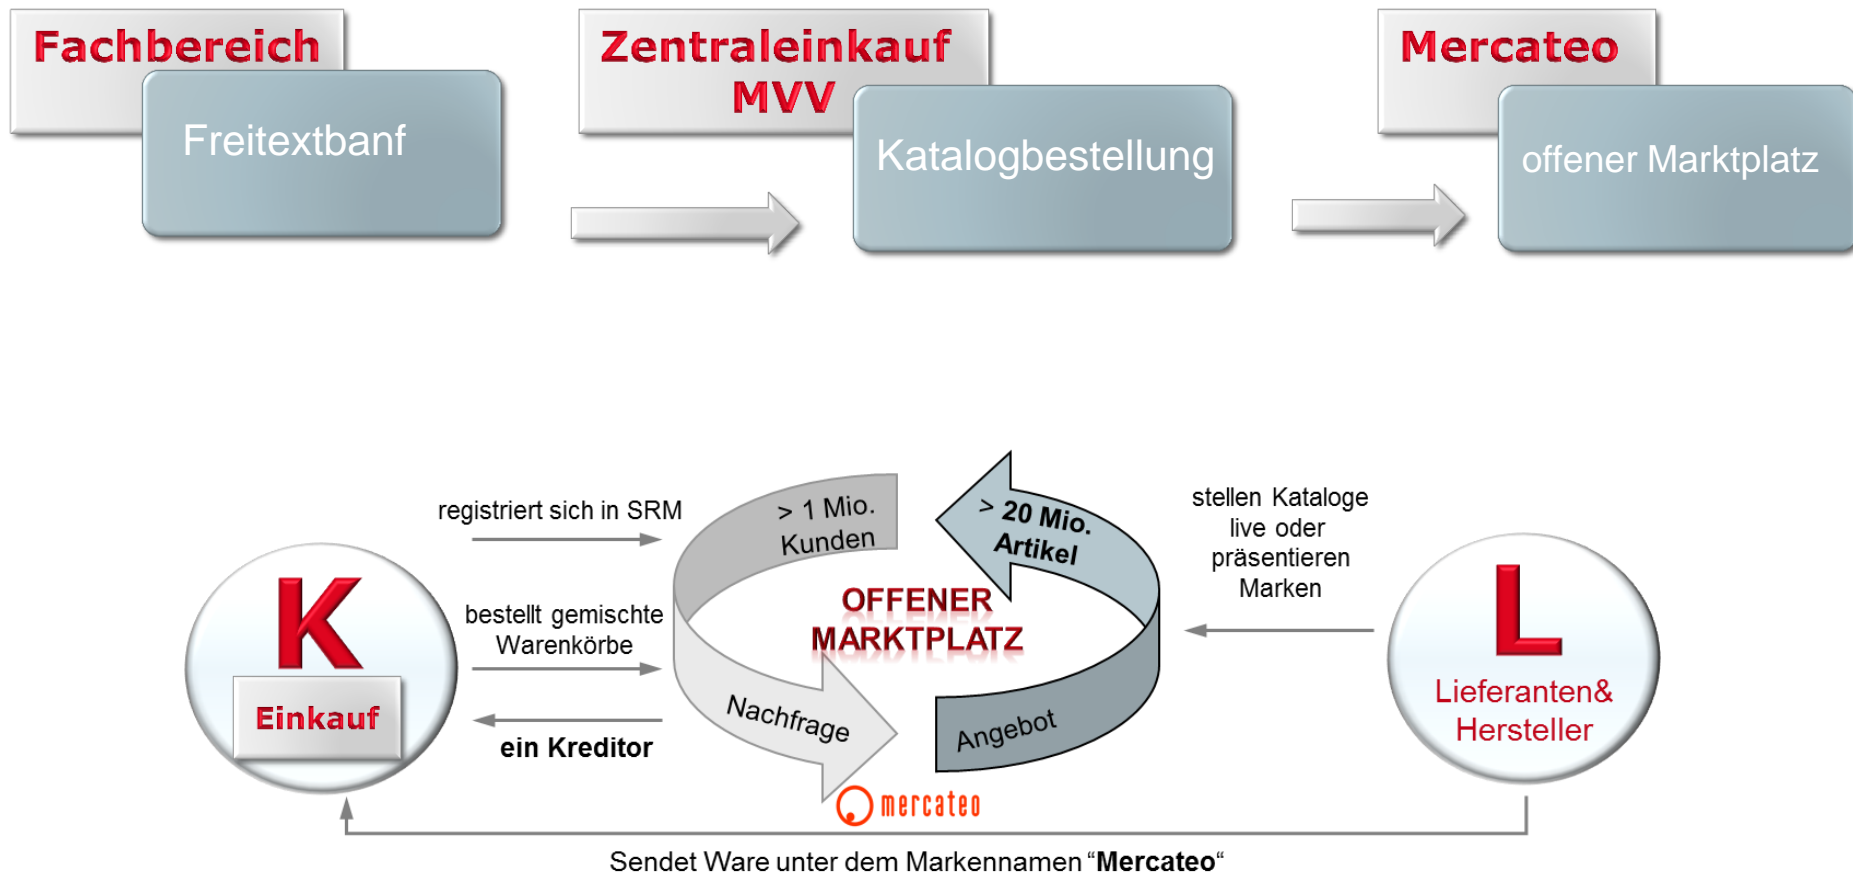 Fachbereich
Freitextbanf
Zentraleinkauf
MVV
Katalogbestellung
Mercateo
offener Marktplatz
registriert sich in SRM
bestellt gemischte
Warenkörbe
ein Kreditor
K
Einkauf
> 1 Mio.
Kunden
> 20 Mio.
Artikel
OFFENER
MARKTPLATZ
Nachfrage
Angebot
mercateo
stellen Kataloge
live oder
präsentieren
Marken
L
Lieferanten&
Hersteller
Sendet Ware unter dem Markennamen “Mercateo“